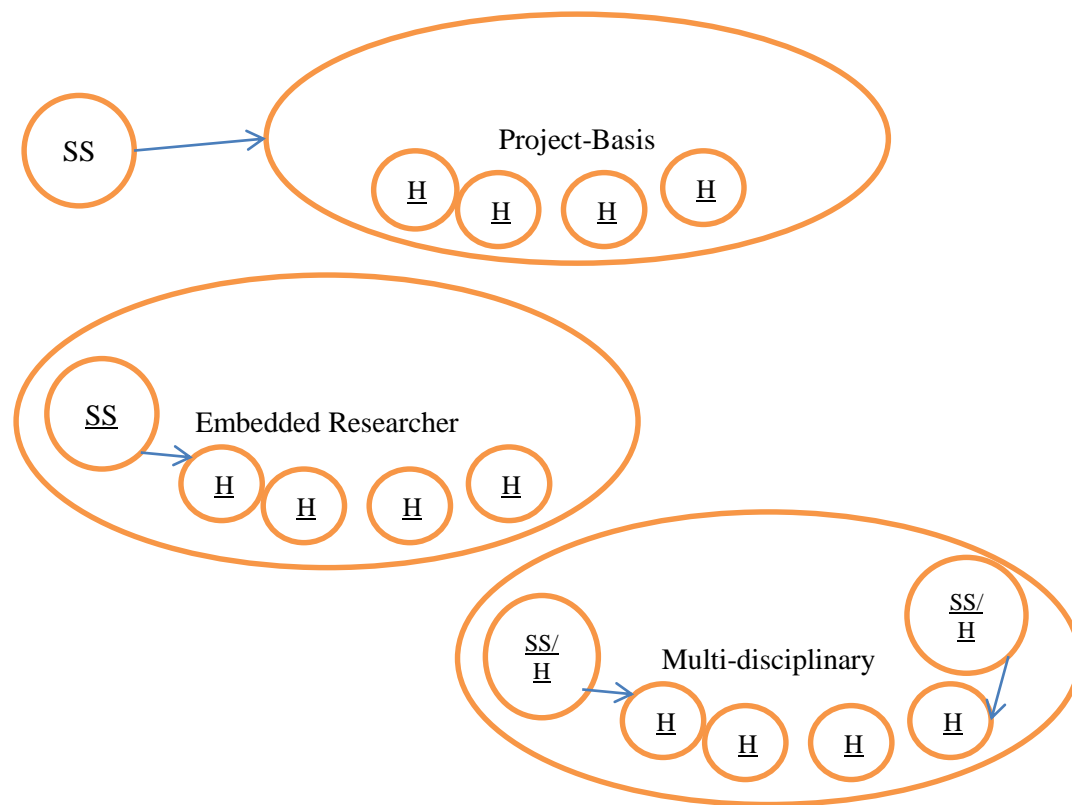 SS
Project-Basis
H
H
H
H
SS
Embedded Researcher
H
H
H
H
SS/
H
SS/
H
Multi-disciplinary
H
H
H
H